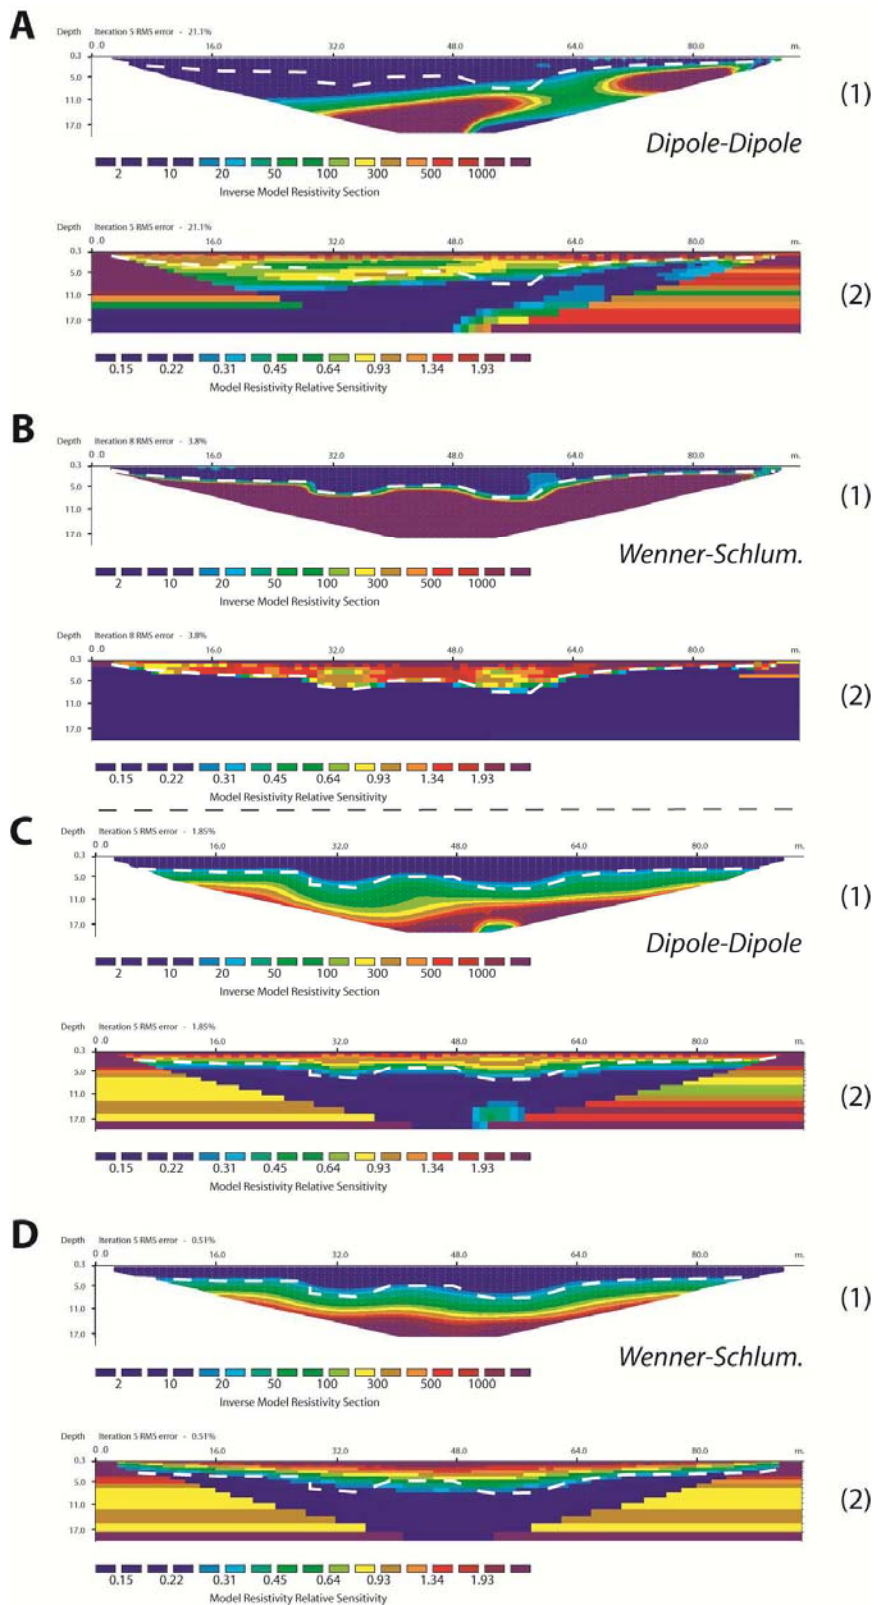 A
Depth Iteration 5 RMS error - 21.1%
0 .0 32.0 48.0 64.0 80.0 m.
0.3
5.0
11.0
17.0
(1)
Dipole-Dipole
2 10 20 50 100 300 500 1000
Inverse Model Resistivity Section
Depth Iteration 5 RMS error - 21.1%
0 .0 16.0 32.0 48.0 64.0 80.0 m.
0.3
5.0
11.0
17.0
(2)
0.15 0.22 0.31 0.45 0.64 0.93 1.34 1.93
Model Resistivity Relative Sensitivity
B
Depth Iteration 8 RMS error - 3.8%
0 .0 16.0 32.0 48.0 64.0 80.0 m.
0.3
5.0
11.0
17.0
(1)
Wenner-Schlum.
2 10 20 50 100 300 500 1000
Inverse Model Resistivity Section
Depth Iteration 8 RMS error - 3.8%
0 .0 16.0 32.0 48.0 64.0 80.0 m.
0.3
5.0
11.0
17.0
(2)
0.15 0.22 0.31 0.45 0.64 0.93 1.34 1.93
Model Resistivity Relative Sensitivity
C
Depth Iteration 5 RMS error - 1.85%
0 .0 16.0 32.0 48.0 64.0 80.0 m.
0.3
5.0
11.0
17.0
(1)
Dipole-Dipole
2 10 20 50 100 300 500 1000
Inverse Model Resistivity Section
Depth Iteration 5 RMS error - 1.85%
0 .0 16.0 32.0 48.0 64.0 80.0 m.
0.3
5.0
11.0
17.0
(2)
0.15 0.22 0.31 0.45 0.64 0.93 1.34 1.93
Model Resistivity Relative Sensitivity
D
Depth Iteration 5 RMS error - 0.51%
0 .0 16.0 32.0 48.0 64.0 80.0 m.
0.3
5.0
11.0
17.0
(1)
Wenner-Schlum.
2 10 20 50 100 300 500 1000
Inverse Model Resistivity Section
Depth Iteration 5 RMS error - 0.51%
0 .0 16.0 32.0 48.0 64.0 80.0 m.
0.3
5.0
11.0
17.0
(2)
0.15 0.22 0.31 0.45 0.64 0.93 1.34 1.93
Model Resistivity Relative Sensitivity